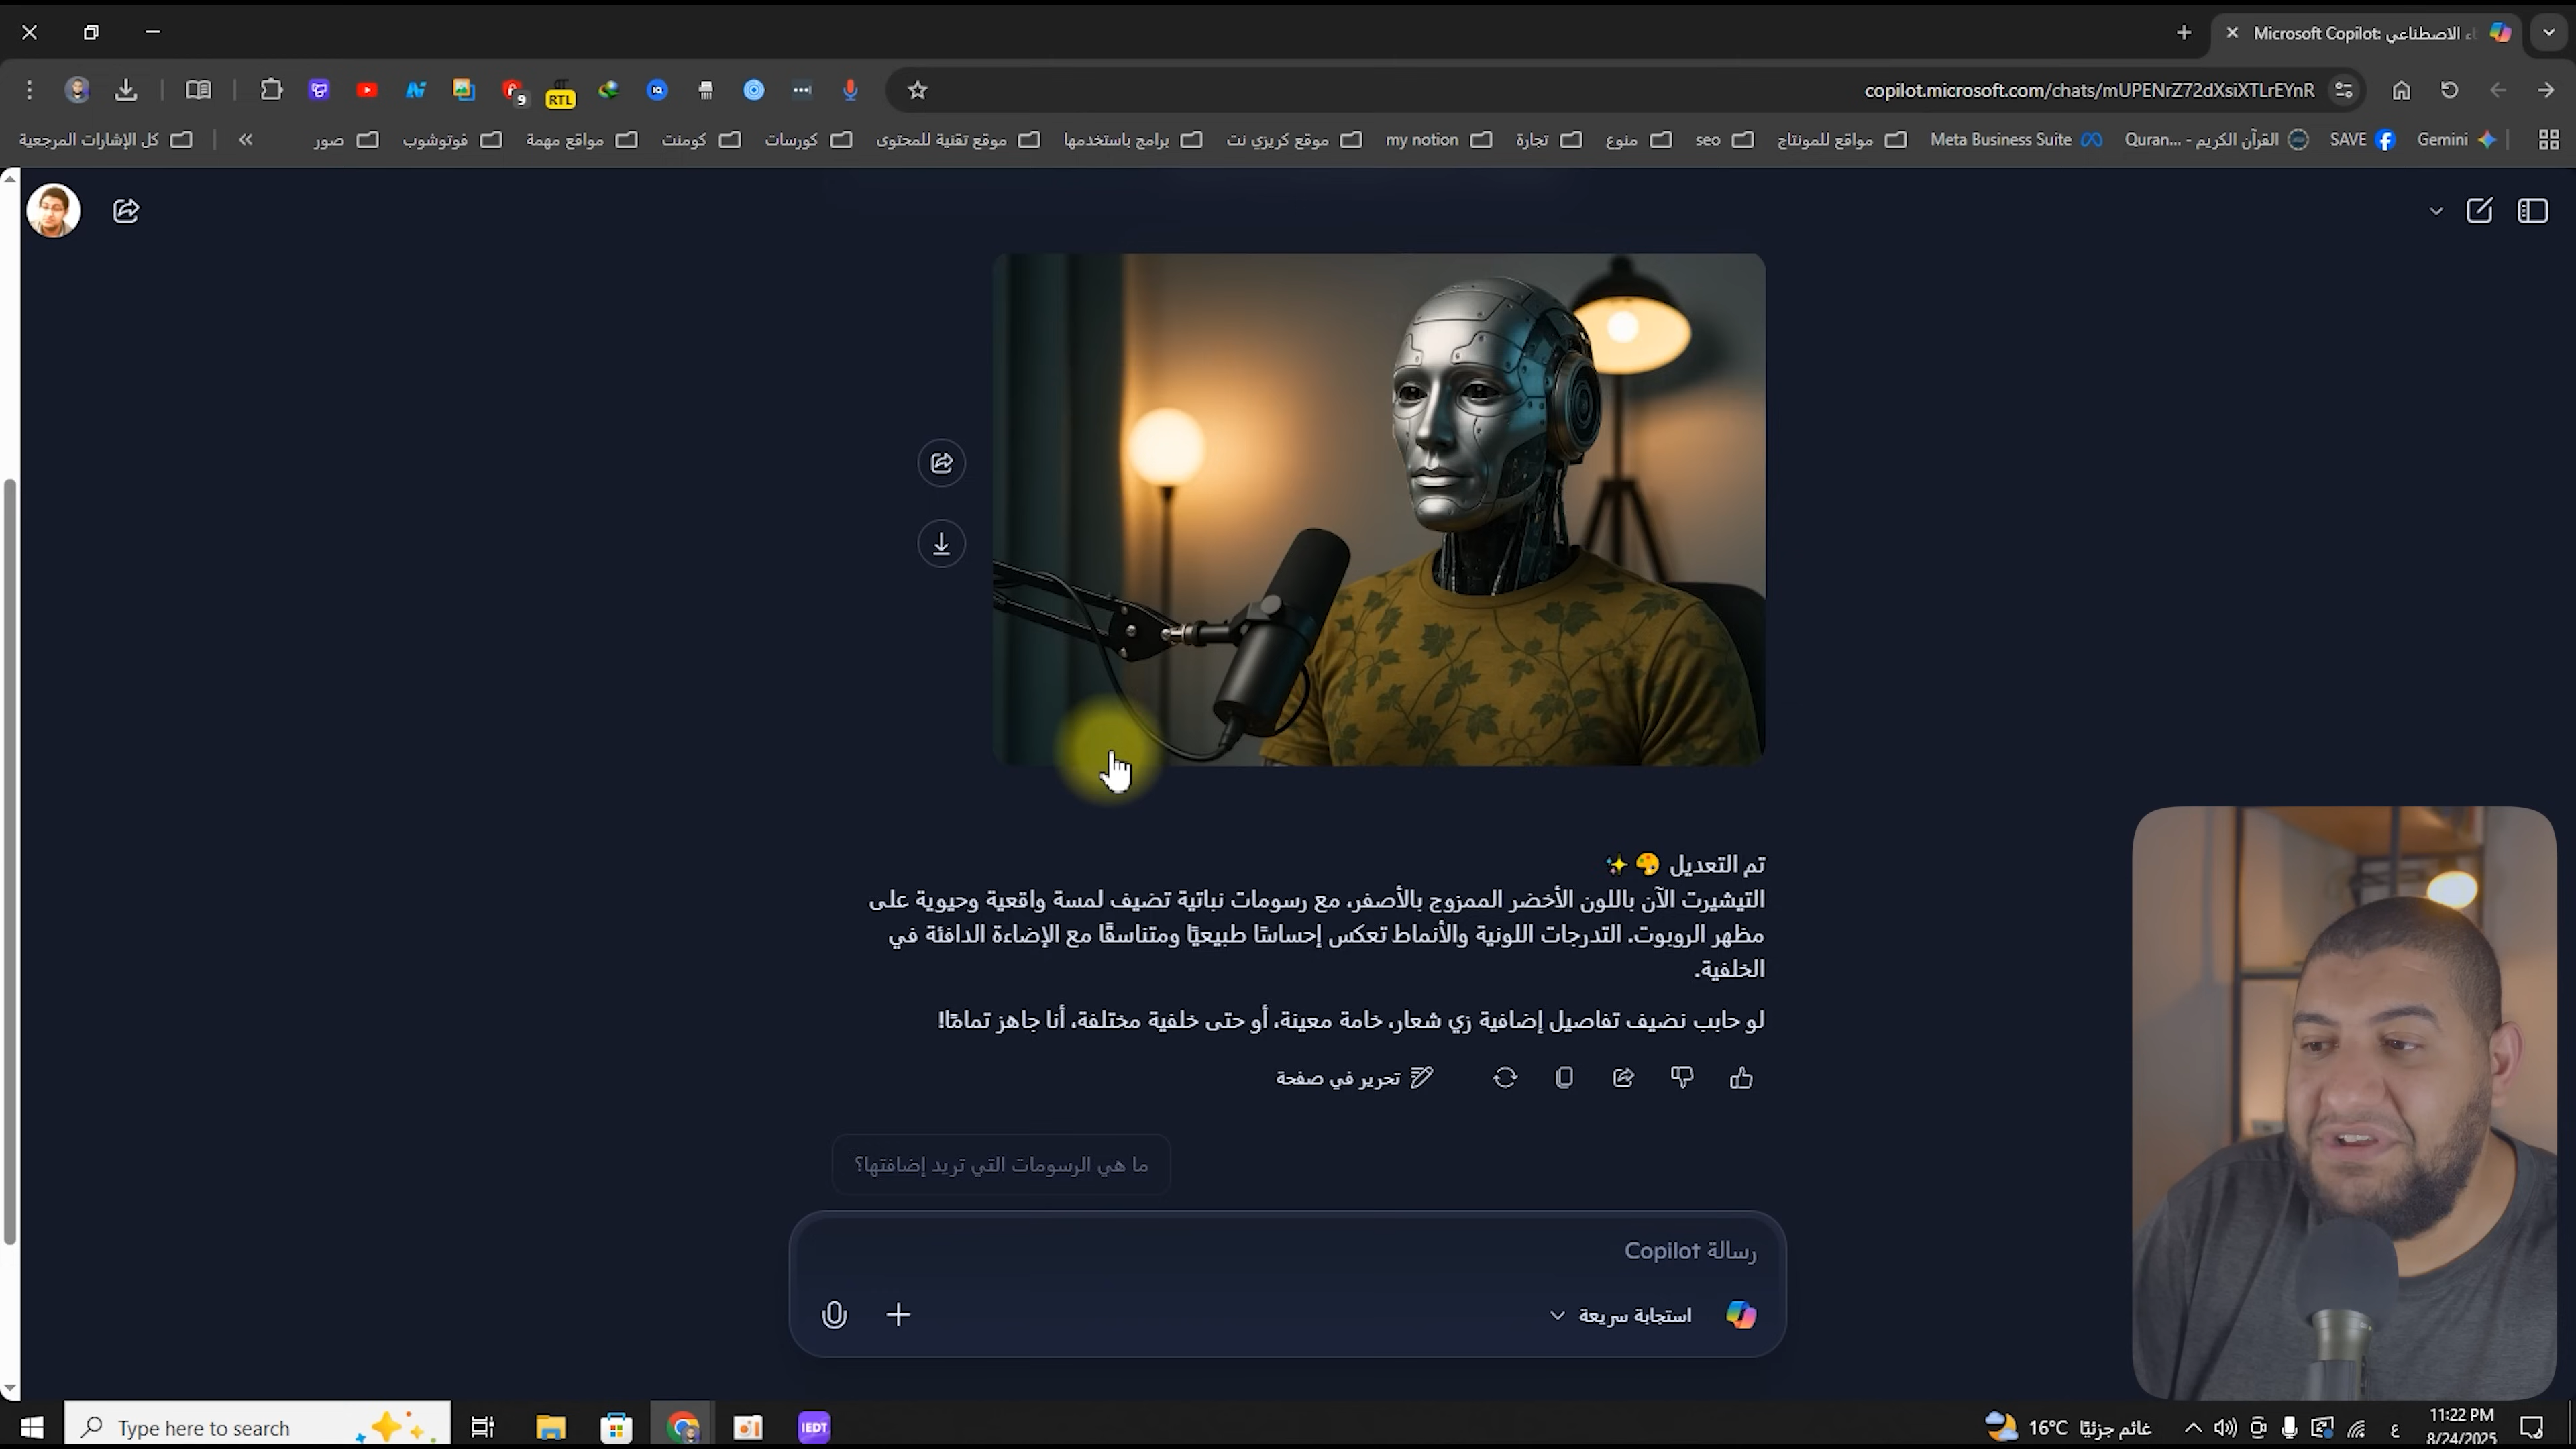 Microsoft Copilot: ء الاصطناعي
copilot.microsoft.com/chats/mUPENrZ72dXsiXTLrEYnR
9
RTL
Gemini
SAVE
القرآن الكريم - ...Quran
Meta Business Suite
مواقع للمونتاج
seo
منوع
تجارة
my notion
موقع كريزي نت
برامج باستخدمها
موقع تقنية للمحتوى
كورسات
كومنت
مواقع مهمة
فوتوشوب
صور
كل الإشارات المرجعية
تم التعديل
التيشيرت الآن باللون الأخضر الممزوج بالأصفر، مع رسومات نباتية تضيف لمسة واقعية وحيوية على
مظهر الروبوت. التدرجات اللونية والأنماط تعكس إحساسًا طبيعيًا ومتناسقًا مع الإضاءة الدافئة في
الخلفية.
لو حابب نضيف تفاصيل إضافية زي شعار، خامة معينة، أو حتى خلفية مختلفة، أنا جاهز تمامًا!
تحرير في صفحة
ما هي الرسومات التي تريد إضافتها؟
رسالة Copilot
استجابة سريعة
Type here to search
IEDT
16°C غائم جزئيًا
ع
11:22 PM
8/24/2025